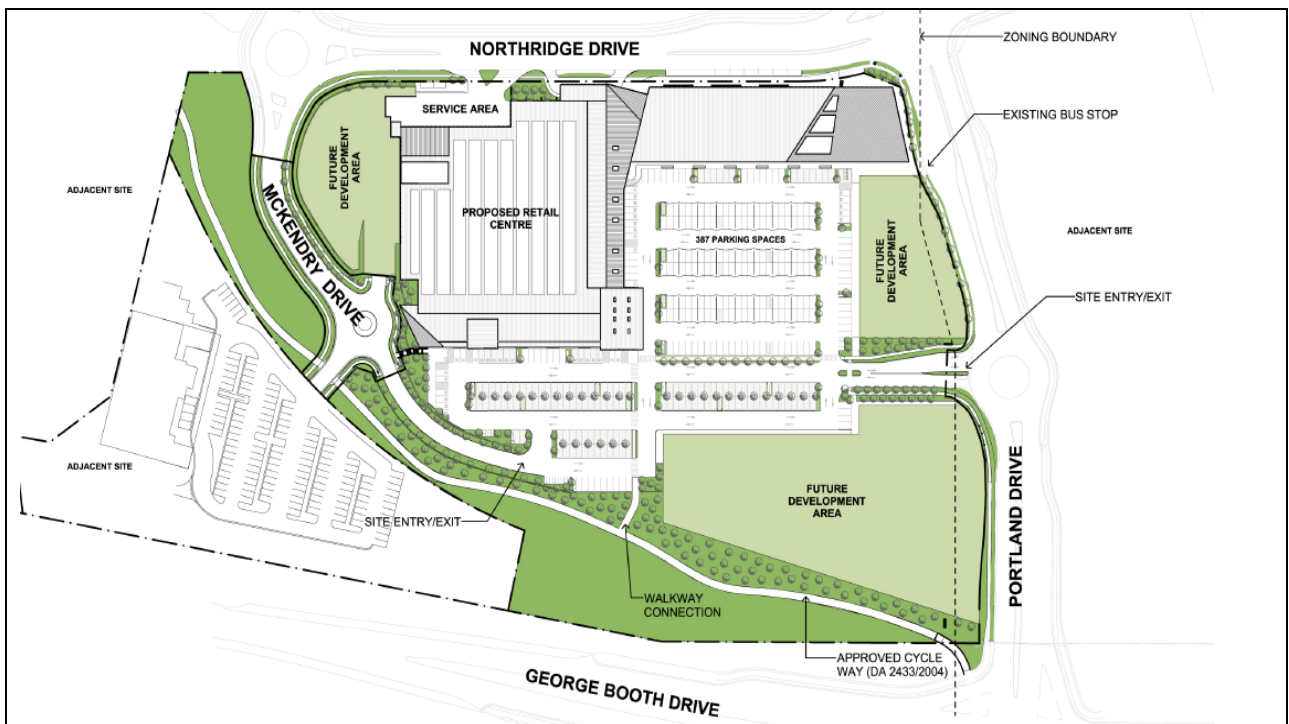 NORTHRIDGE DRIVE
ZONING BOUNDARY
SERVICE AREA
EXISTING BUS STOP
FUTURE
DEVELOPMENT
AREA
ADJACENT SITE
MCKENDRY DRIVE
PROPOSED RETAIL
CENTRE
387 PARKING SPACES
FUTURE
DEVELOPMENT
AREA
ADJACENT SITE
SITE ENTRY/EXIT
ADJACENT SITE
FUTURE
DEVELOPMENT
AREA
SITE ENTRY/EXIT
PORTLAND DRIVE
WALKWAY
CONNECTION
APPROVED CYCLE
WAY (DA 2433/2004)
GEORGE BOOTH DRIVE